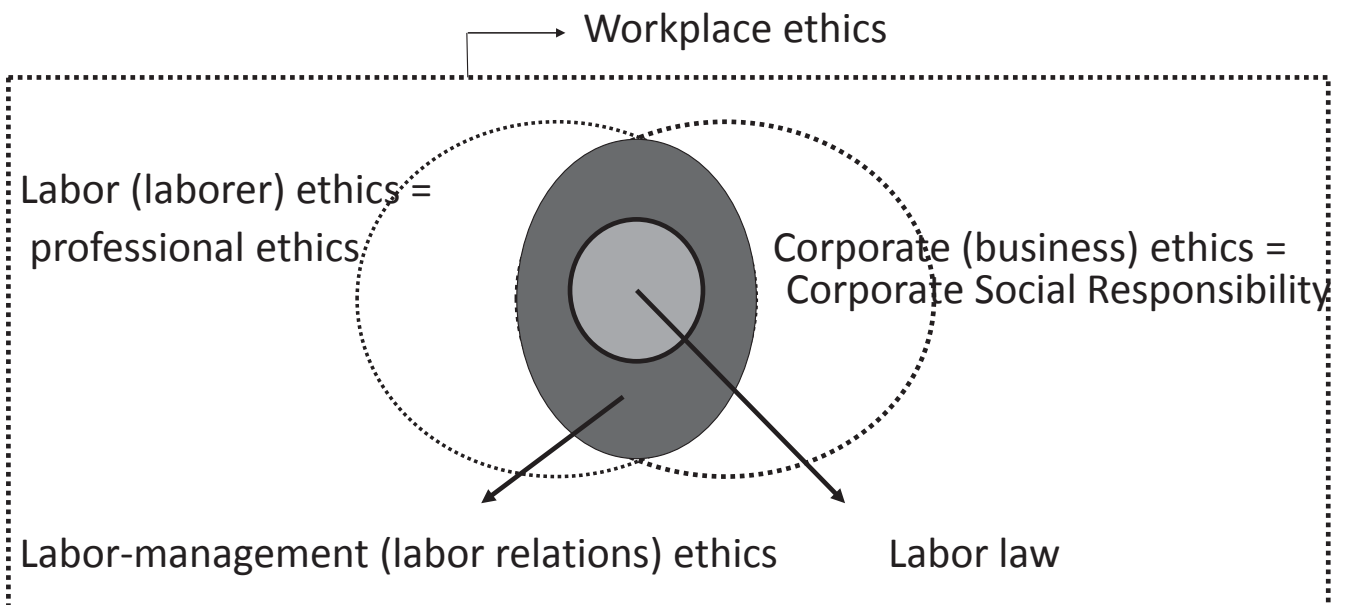 Workplace ethics
Labor (laborer) ethics =
professional ethics
Corporate (business) ethics =
Corporate Social Responsibility
Labor-management (labor relations) ethics
Labor law